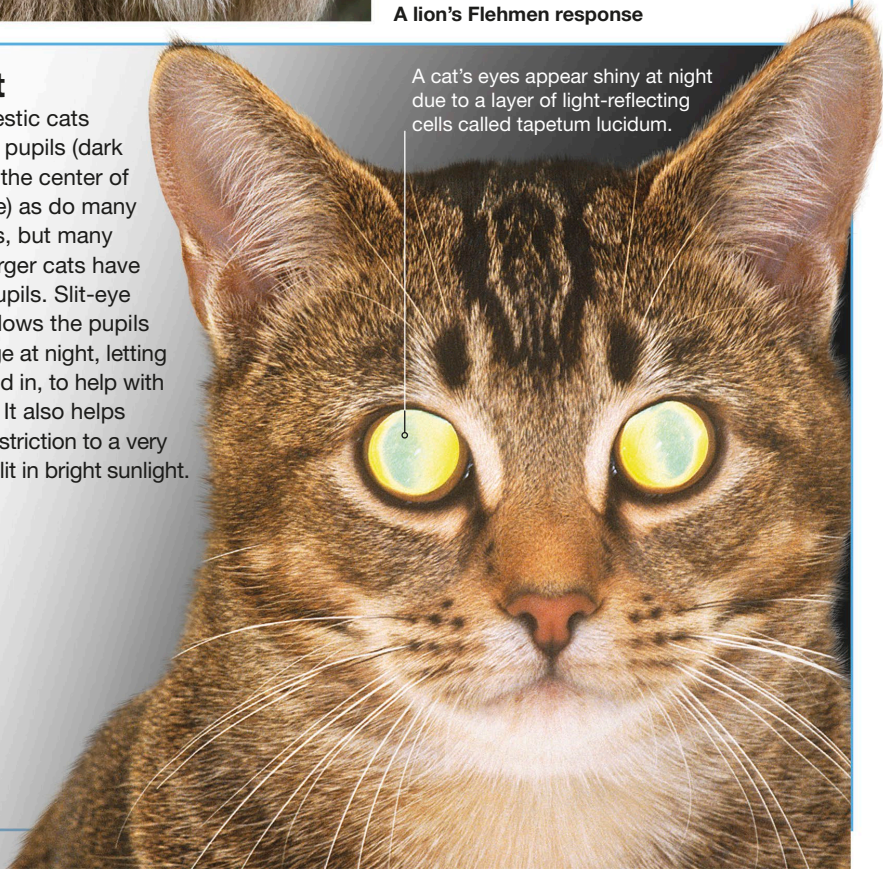 A lion's Flehmen response
A cat's eyes appear shiny at night
due to a layer of light-reflecting
cells called tapetum lucidum.
t
estic cats
pupils (dark
the center of
e) as do many
s, but many
rger cats have
upils. Slit-eye
lows the pupils
ge at night, letting
d in, to help with
It also helps
striction to a very
lit in bright sunlight.